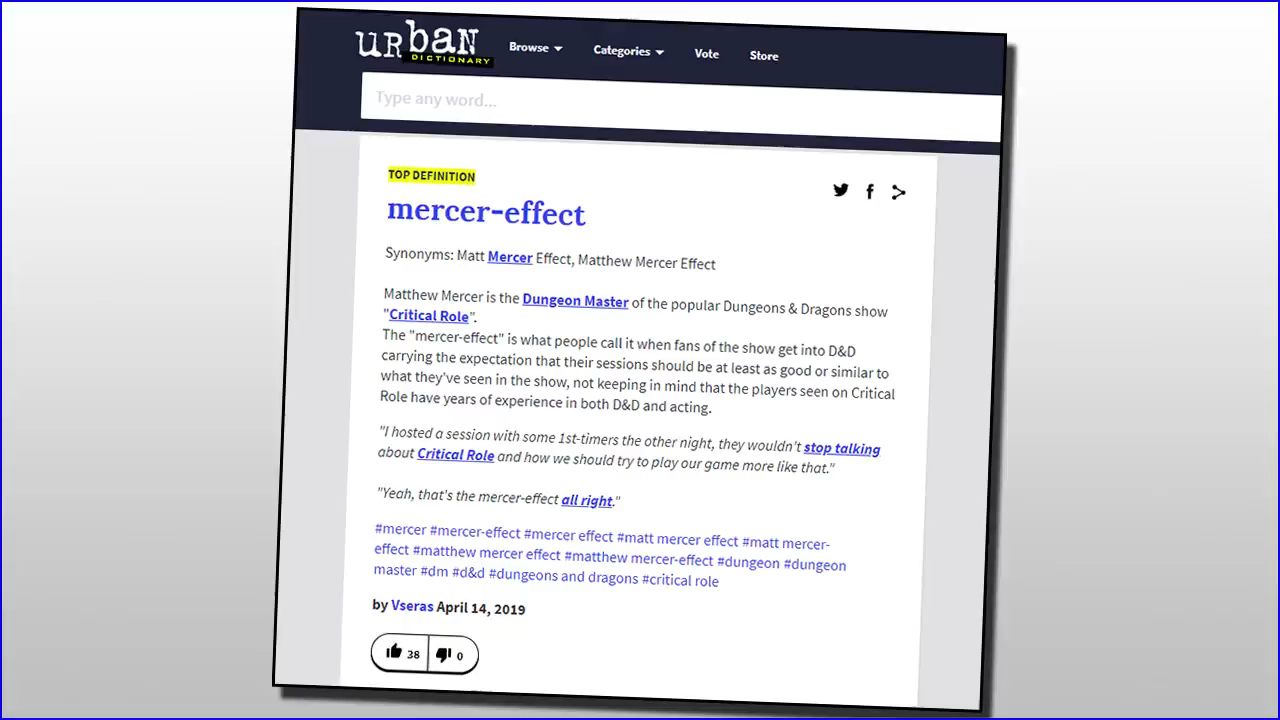 urban
DICTIONARY
Browse Categories Vote Store
Type any word...
TOP DEFINITION
mercer-effect
Synonyms: Matt Mercer Effect, Matthew Mercer Effect
Matthew Mercer is the Dungeon Master of the popular Dungeons & Dragons show
"Critical Role".
The "mercer-effect" is what people call it when fans of the show get into D&D
carrying the expectation that their sessions should be at least as good or similar to
what they've seen in the show, not keeping in mind that the players seen on Critical
Role have years of experience in both D&D and acting.
"I hosted a session with some 1st-timers the other night, they wouldn't stop talking
about Critical Role and how we should try to play our game more like that."
"Yeah, that's the mercer-effect all right."
#mercer #mercer-effect #mercer effect #matt mercer effect #matt mercer-
effect #matthew mercer effect #matthew mercer-effect #dungeon #dungeon
master #dm #d&d #dungeons and dragons #critical role
by Vseras April 14, 2019
38 0